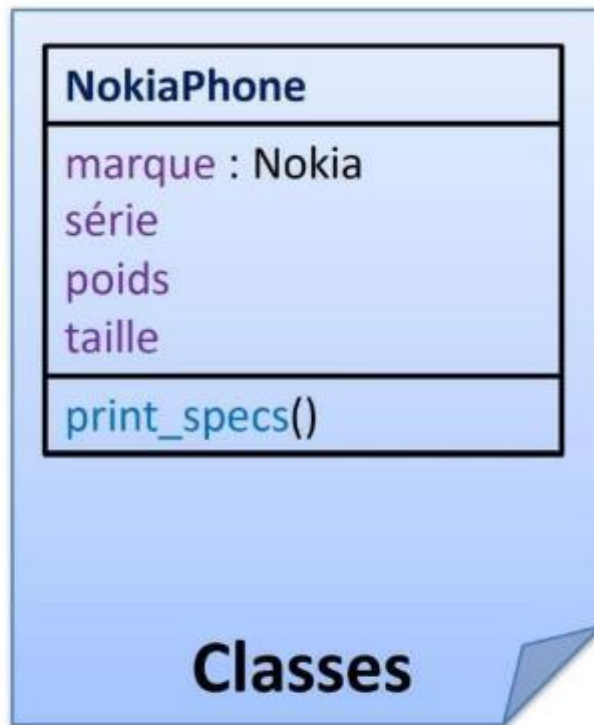 NokiaPhone
marque : Nokia
série
poids
taille
print_specs()
Classes